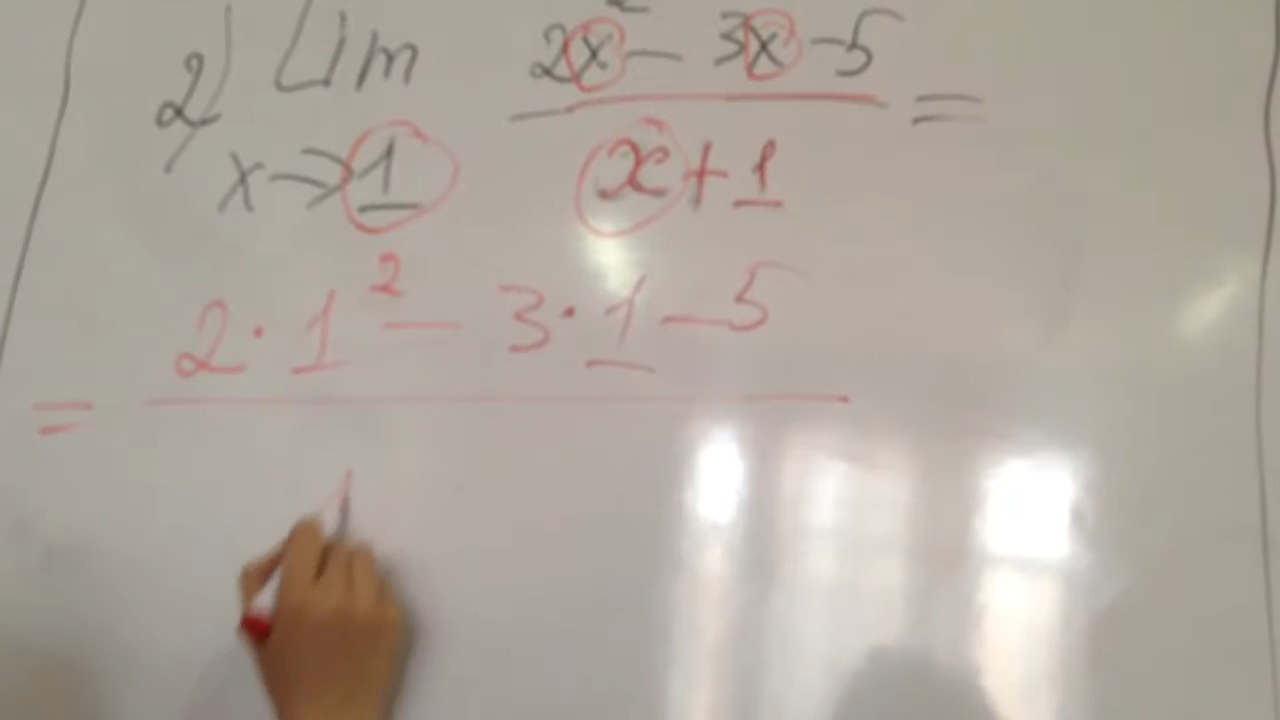 2) Lim 2x² - 3x - 5 =
x→1 x + 1
2 · 1² - 3 · 1 - 5
=